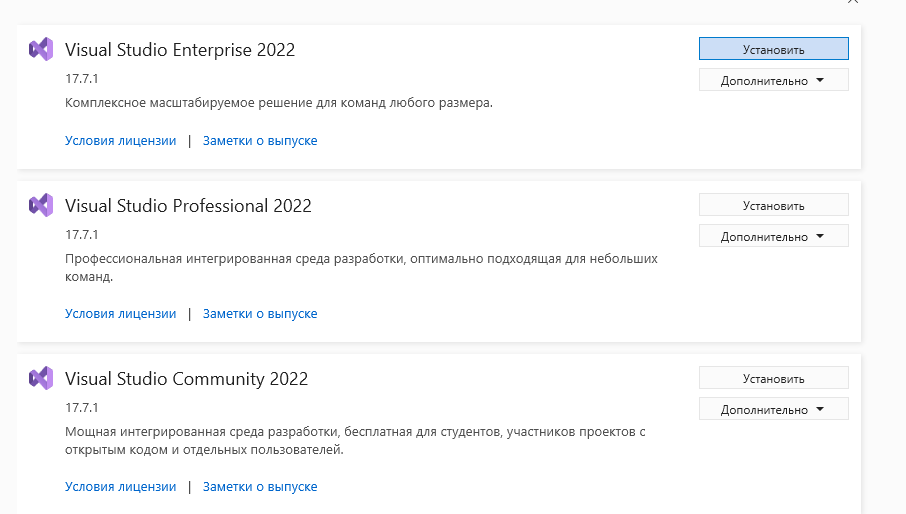 Visual Studio Enterprise 2022
Установить
17.7.1
Дополнительно
Комплексное масштабируемое решение для команд любого размера.
Условия лицензии | Заметки о выпуске
Visual Studio Professional 2022
Установить
17.7.1
Дополнительно
Профессиональная интегрированная среда разработки, оптимально подходящая для небольших
команд.
Условия лицензии | Заметки о выпуске
Visual Studio Community 2022
Установить
17.7.1
Дополнительно
Мощная интегрированная среда разработки, бесплатная для студентов, участников проектов с
открытым кодом и отдельных пользователей.
Условия лицензии | Заметки о выпуске